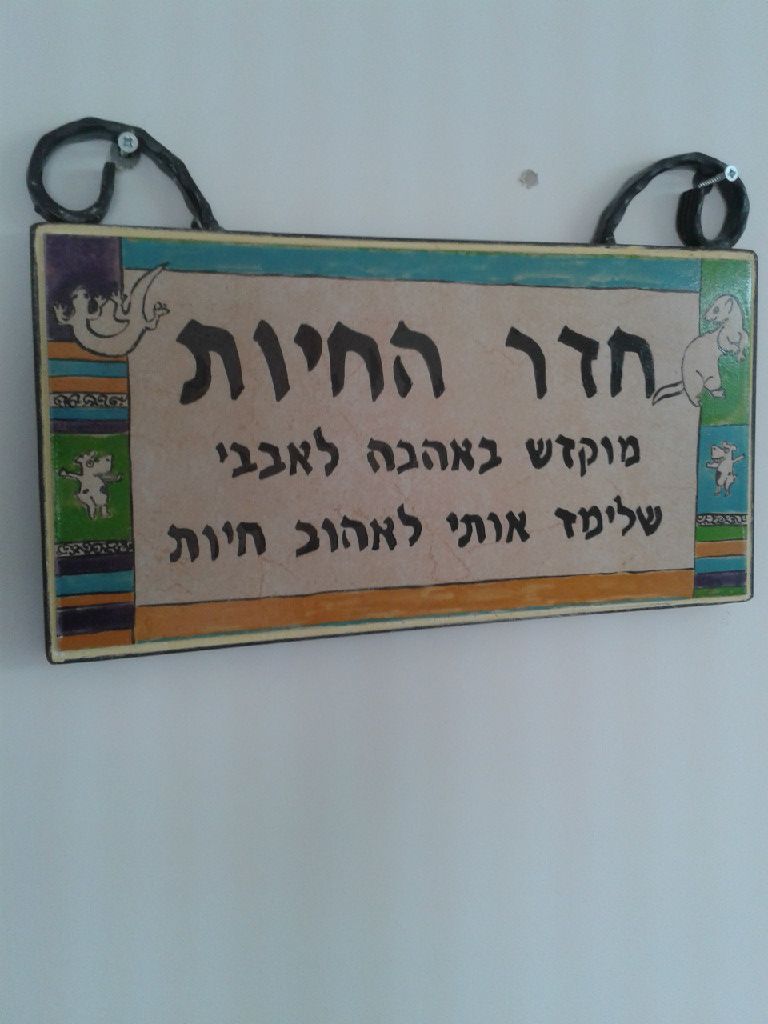 חדר החיות
מוקדש באהבה לאבבי
שלימד אותי לאהוב חיות